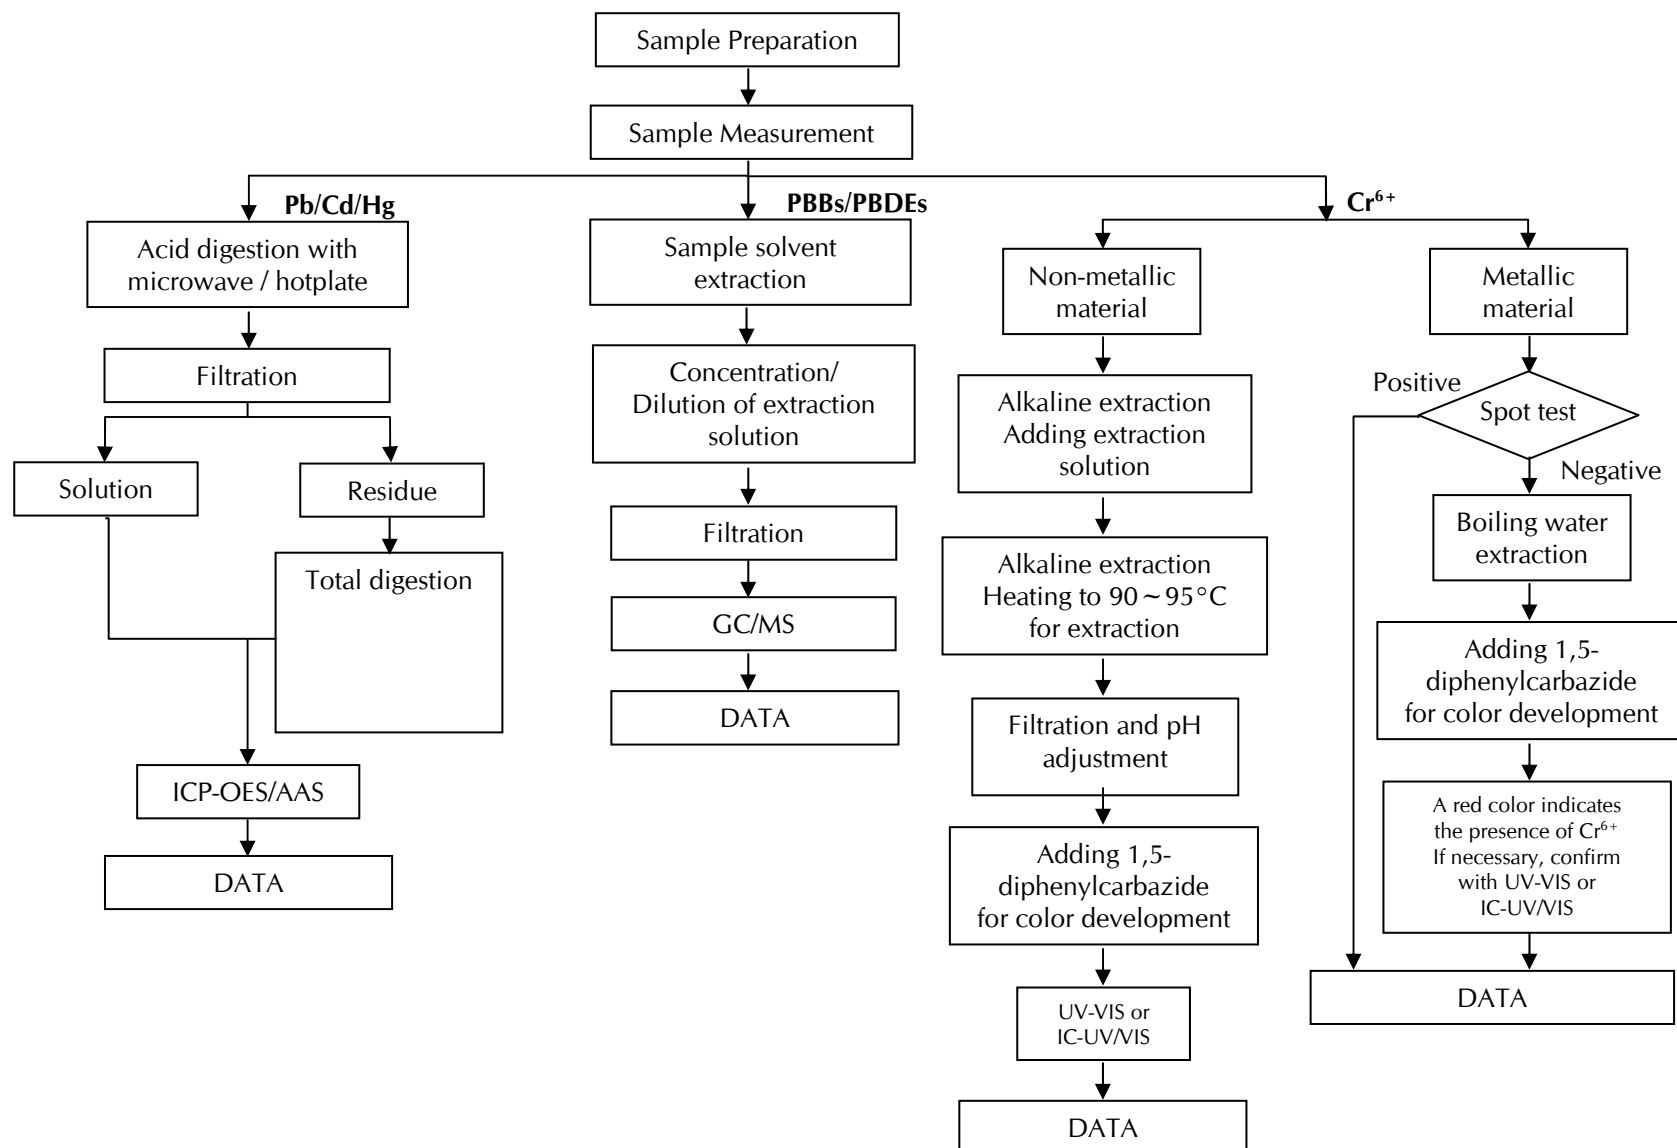 Sample Preparation
Sample Measurement
Pb/Cd/Hg
Acid digestion with
microwave / hotplate
Filtration
Solution
Residue
Total digestion
ICP-OES/AAS
DATA
PBBs/PBDEs
Sample solvent
extraction
Concentration/
Dilution of extraction
solution
Filtration
GC/MS
DATA
Cr⁶⁺
Non-metallic
material
Alkaline extraction
Adding extraction
solution
Alkaline extraction
Heating to 90~95°C
for extraction
Filtration and pH
adjustment
Adding 1,5-
diphenylcarbazide
for color development
UV-VIS or
IC-UV/VIS
DATA
Metallic
material
Positive
Spot test
Negative
Boiling water
extraction
Adding 1,5-
diphenylcarbazide
for color development
A red color indicates
the presence of Cr⁶⁺
If necessary, confirm
with UV-VIS or
IC-UV/VIS
DATA